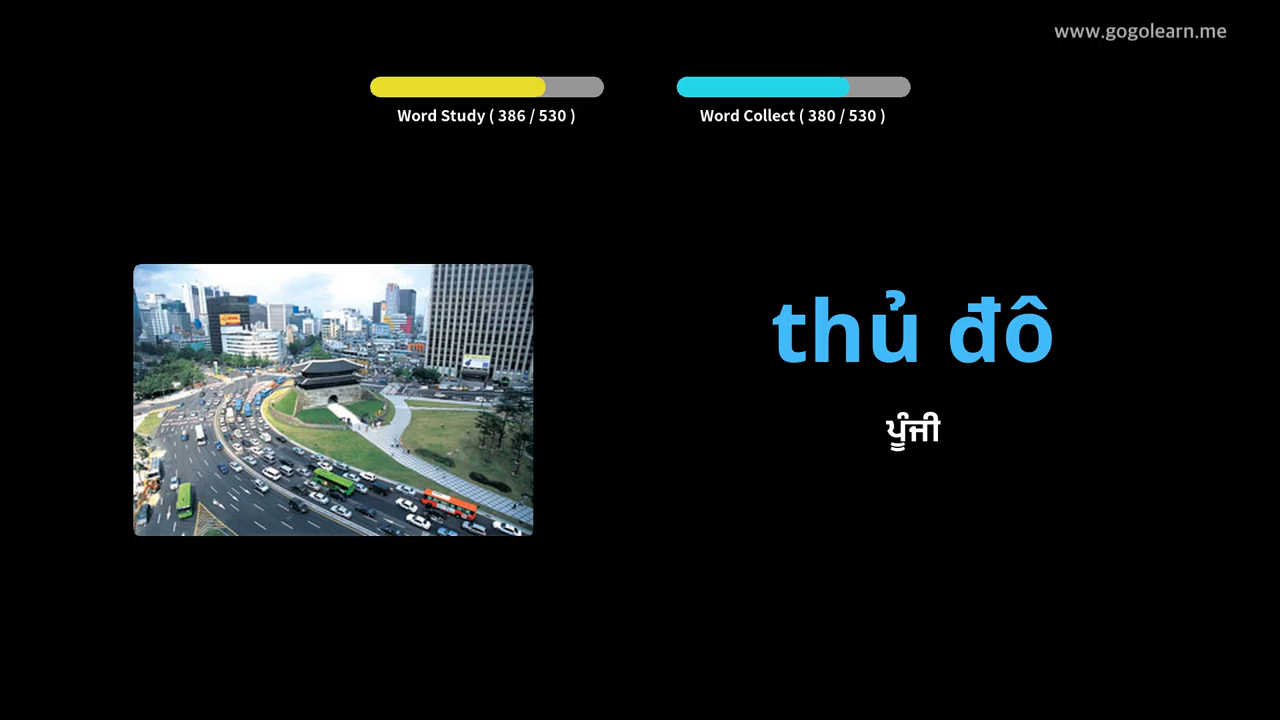 www.gogolearn.me
Word Study ( 386 / 530 )
Word Collect ( 380 / 530 )
thủ đô
पूंजी